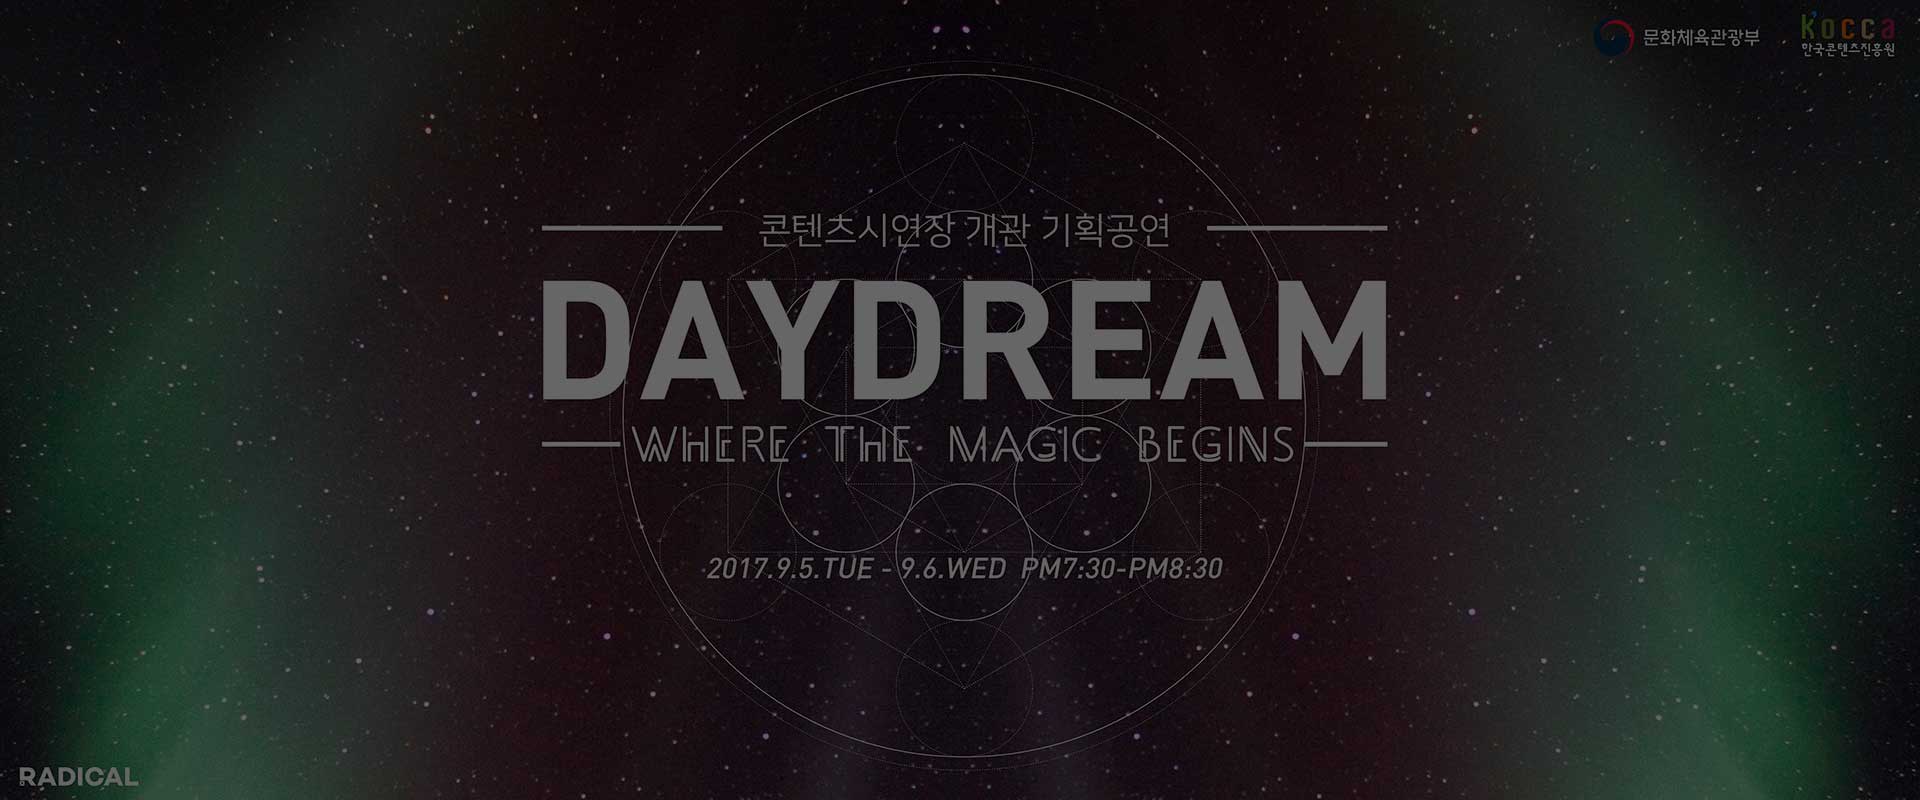 문화체육관광부
kocca
한국콘텐츠진흥원
콘텐츠시연장 개관 기획공연
DAYDREAM
WHERE THE MAGIC BEGINS
2017.9.5.TUE - 9.6.WED PM7:30-PM8:30
RADICAL